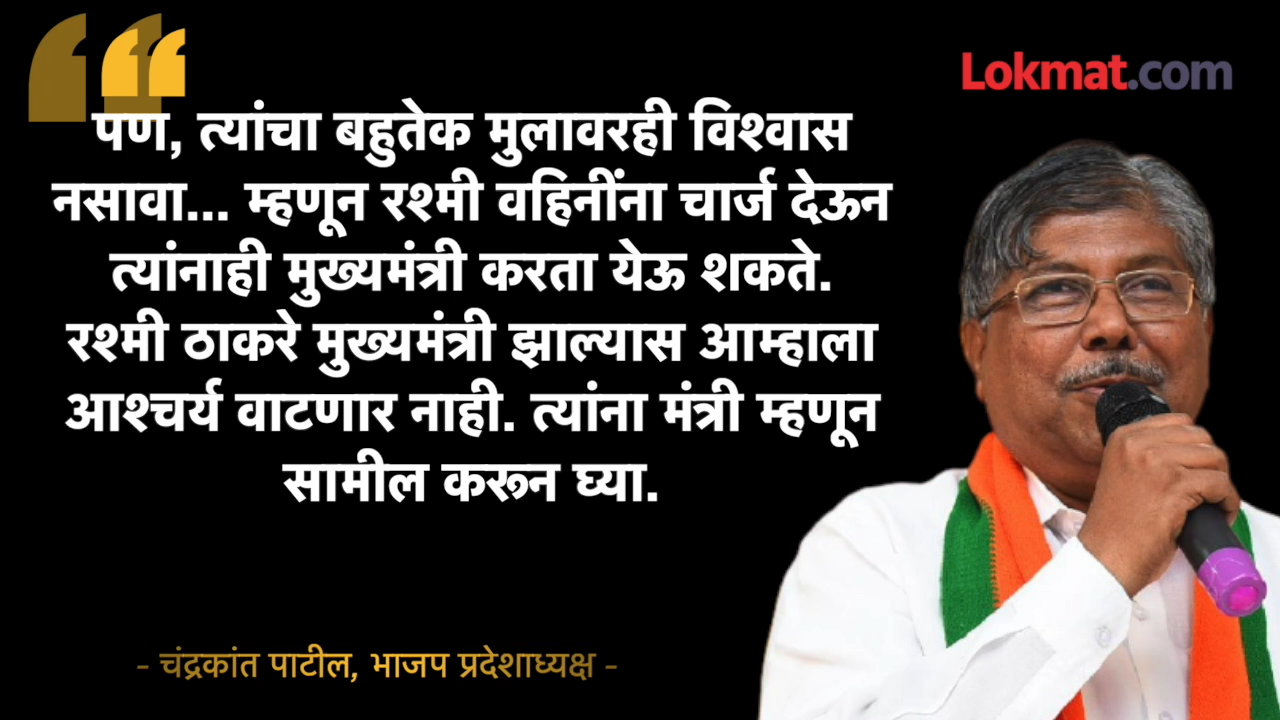 Lokmat.com
पण, त्यांचा बहुतेक मुलावरही विश्वास
नसावा... म्हणून रश्मी वहिनींना चार्ज देऊन
त्यांनाही मुख्यमंत्री करता येऊ शकते.
रश्मी ठाकरे मुख्यमंत्री झाल्यास आम्हाला
आश्चर्य वाटणार नाही. त्यांना मंत्री म्हणून
सामील करून घ्या.
- चंद्रकांत पाटील, भाजप प्रदेशाध्यक्ष -